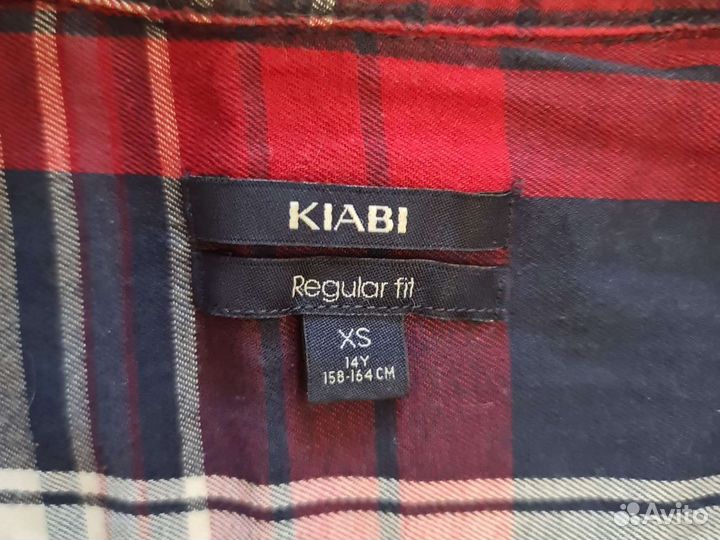 KIABI
Regular fit
XS
14Y
158-164 CM
Avito